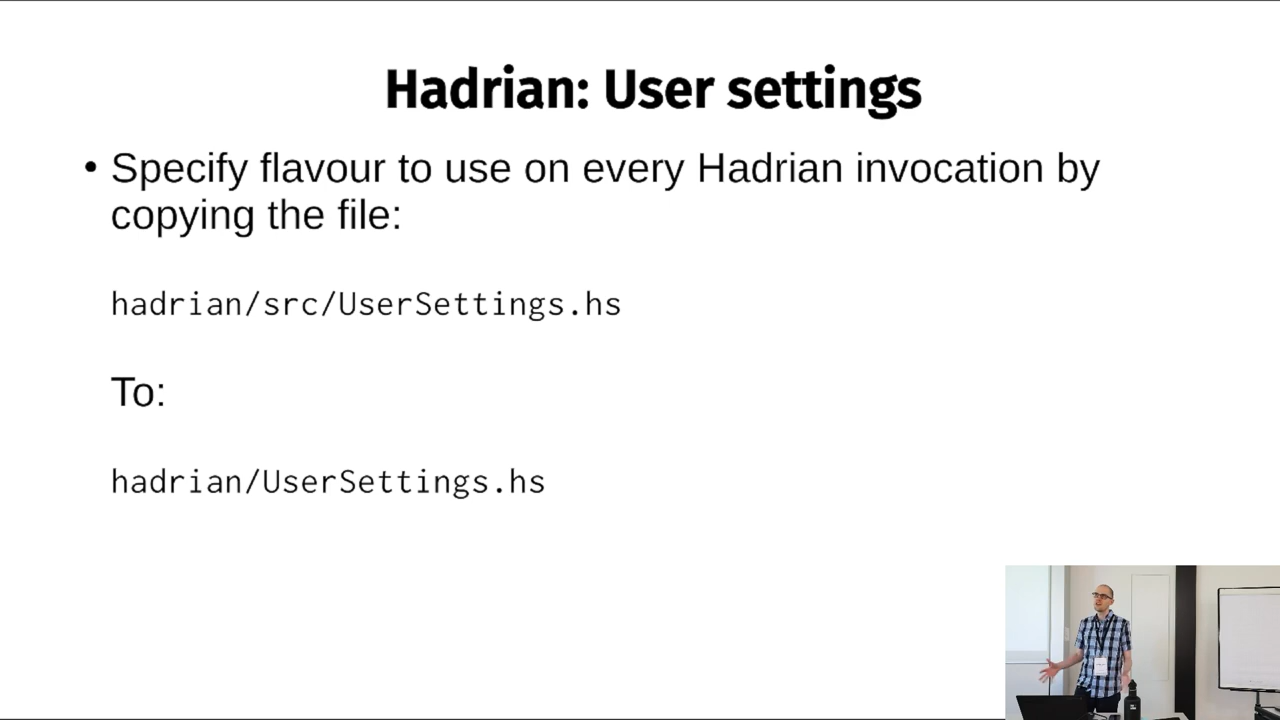 Hadrian: User settings
• Specify flavour to use on every Hadrian invocation by
copying the file:
hadrian/src/UserSettings.hs
To:
hadrian/UserSettings.hs